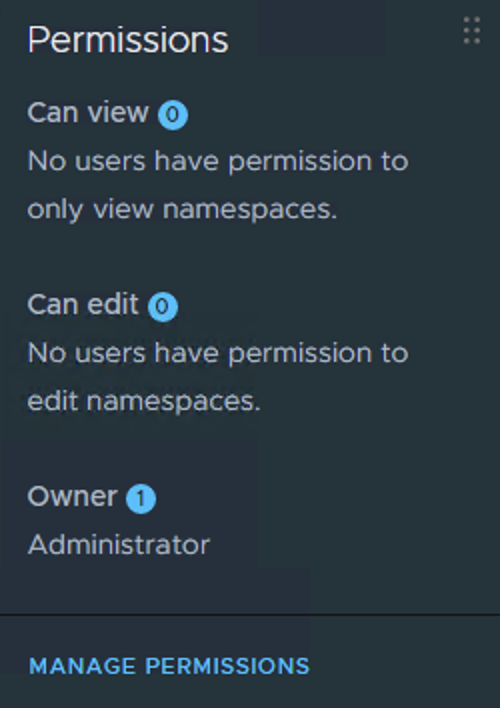 Permissions
Can view 0
No users have permission to
only view namespaces.
Can edit 0
No users have permission to
edit namespaces.
Owner 1
Administrator
MANAGE PERMISSIONS